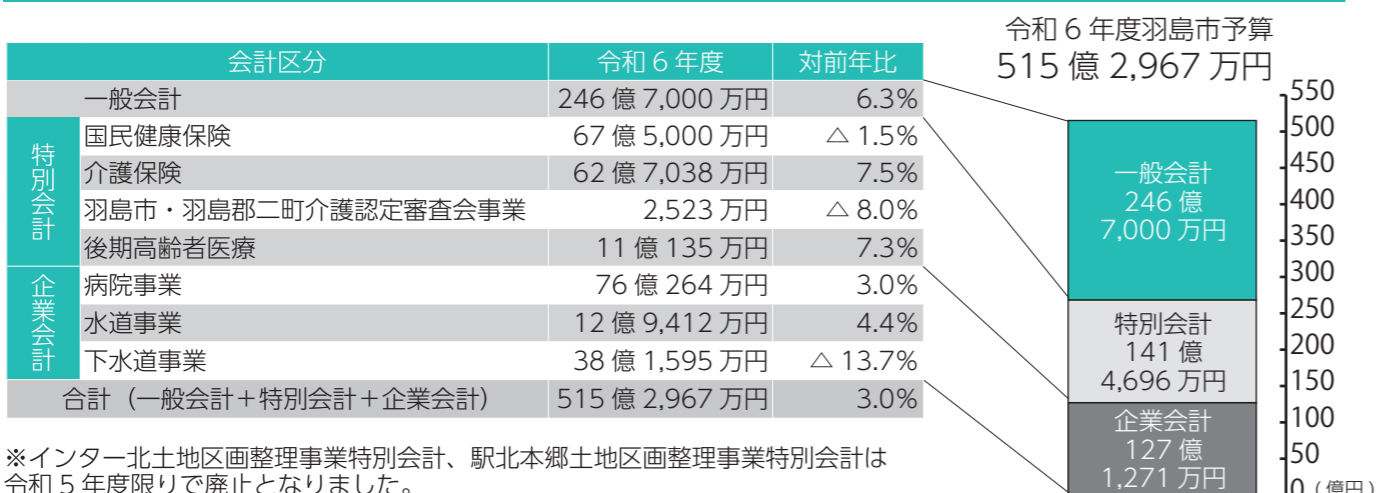 令和6年度羽島市予算
515億2,967万円
会計区分 令和6年度 対前年比
一般会計 246億7,000万円 6.3%
特別会計
国民健康保険 67億5,000万円 △1.5%
介護保険 62億7,038万円 7.5%
羽島市・羽島郡二町介護認定審査会事業 2,523万円 △8.0%
後期高齢者医療 11億135万円 7.3%
企業会計
病院事業 76億264万円 3.0%
水道事業 12億9,412万円 4.4%
下水道事業 38億1,595万円 △13.7%
合計（一般会計＋特別会計＋企業会計） 515億2,967万円 3.0%
※インター北土地区画整理事業特別会計、駅北本郷土地区画整理事業特別会計は
令和5年度限りで廃止となりました。
一般会計
246億
7,000万円
特別会計
141億
4,696万円
企業会計
127億
1,271万円
550
500
450
400
350
300
250
200
150
100
50
0（億円）